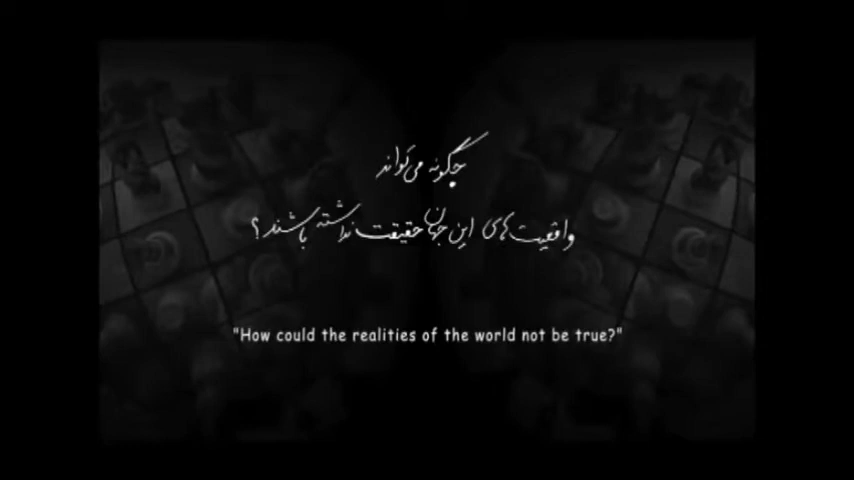 چگونه می‌تواند
واقعیت‌های این جهان حقیقت نداشته باشند؟
"How could the realities of the world not be true?"